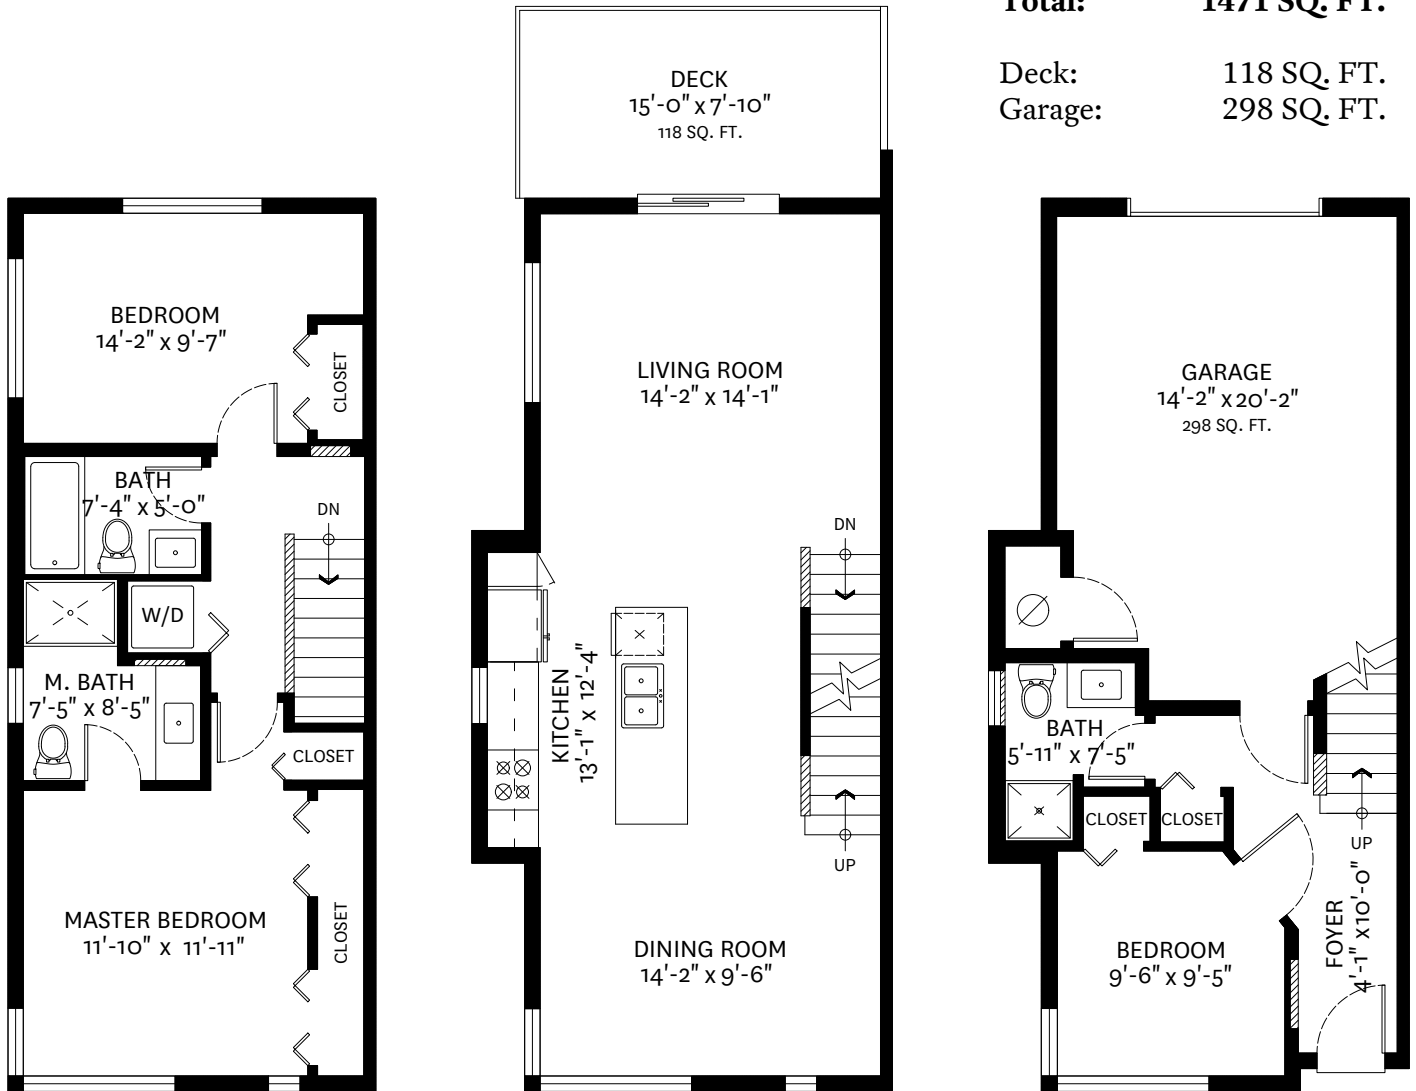 Total: 1471 SQ. FT.
Deck: 118 SQ. FT.
Garage: 298 SQ. FT.
BEDROOM
14'-2" x 9'-7"
CLOSET
BATH
7'-4" x 5'-0"
DN
W/D
M. BATH
7'-5" x 8'-5"
CLOSET
MASTER BEDROOM
11'-10" x 11'-11"
CLOSET
DECK
15'-0" x 7'-10"
118 SQ. FT.
LIVING ROOM
14'-2" x 14'-1"
DN
KITCHEN
13'-1" x 12'-4"
UP
DINING ROOM
14'-2" x 9'-6"
GARAGE
14'-2" x 20'-2"
298 SQ. FT.
BATH
5'-11" x 7'-5"
CLOSET
CLOSET
UP
FOYER
4'-1" x 10'-0"
BEDROOM
9'-6" x 9'-5"